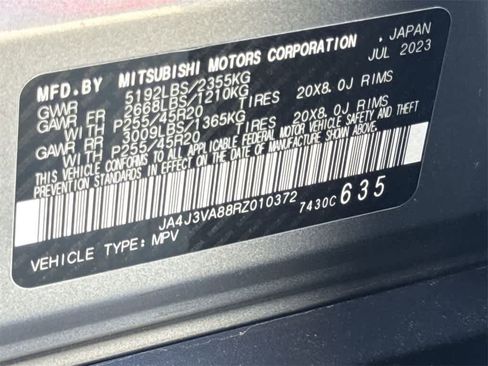 MFD.BY MITSUBISHI MOTORS CORPORATION , JAPAN
JUL 2023
GVWR 5192LBS/2355KG
GAWR FR 2668LBS/1210KG
WITH P255/45R20 TIRES 20X8.0J RIMS
GAWR RR 3009LBS/1365KG
WITH P255/45R20 TIRES 20X8.0J RIMS
THIS VEHICLE CONFORMS TO ALL APPLICABLE FEDERAL MOTOR VEHICLE SAFETY AND THEFT
PREVENTION STANDARDS IN EFFECT ON THE DATE OF MANUFACTURE SHOWN ABOVE.
JA4J3VA88RZ010372
7430C 635
VEHICLE TYPE: MPV